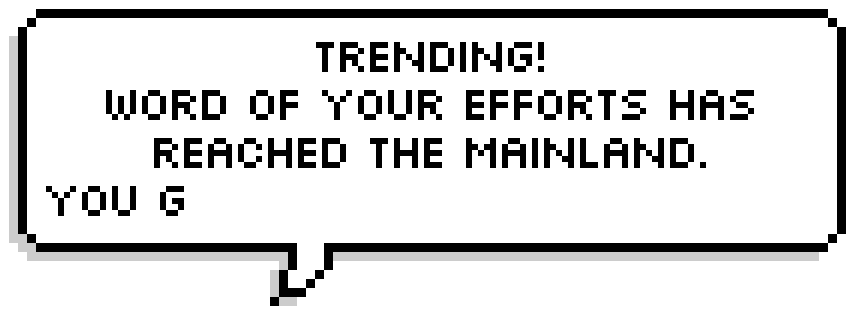 TRENDING!
WORD OF YOUR EFFORTS HAS
REACHED THE MAINLAND.
YOU G